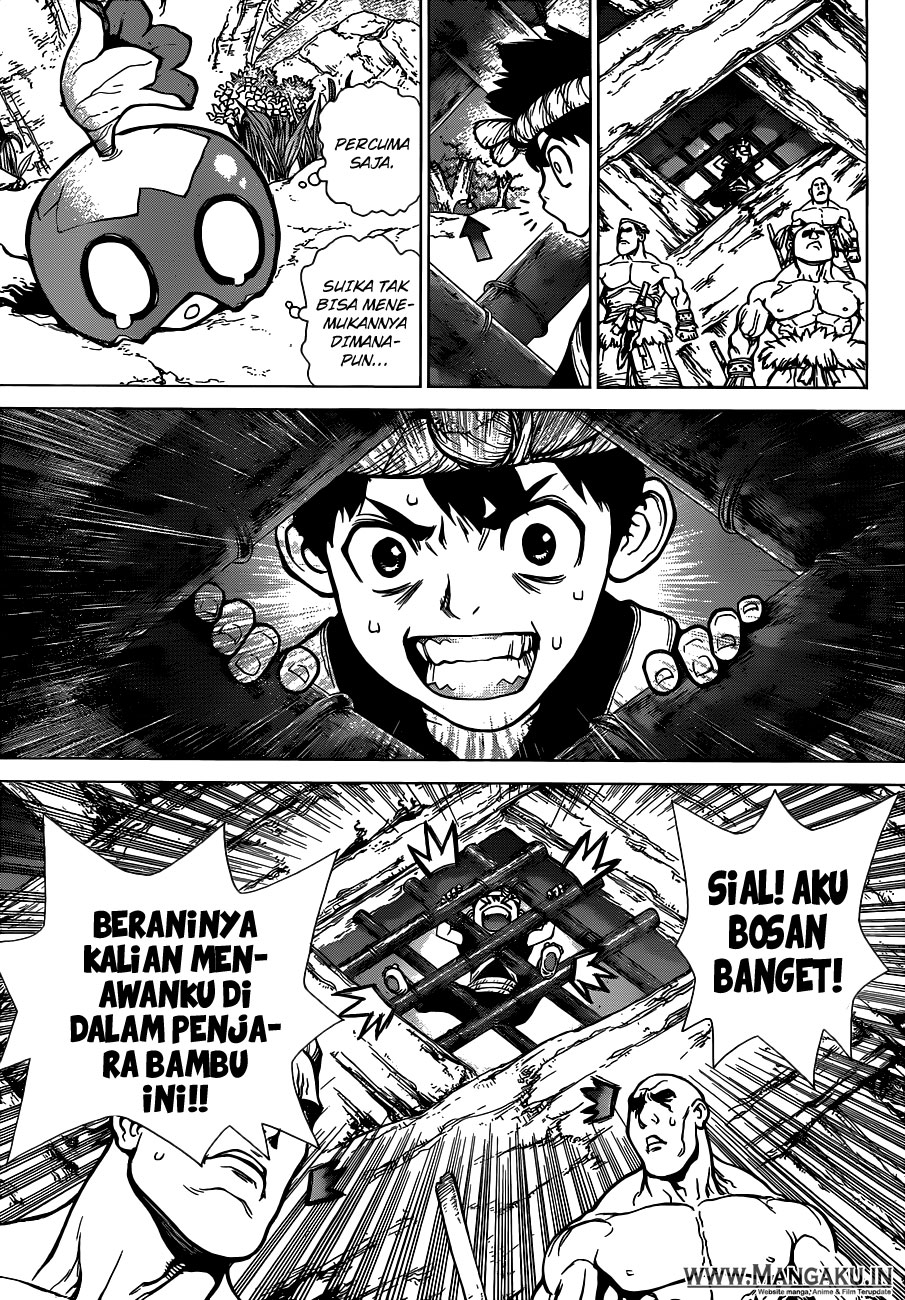 SIAL! AKU
BOSAN
BANGET!
BERANINYA
KALIAN MEN-
AWANKU DI
DALAM PENJA-
RA BAMBU
INI!!
PERCUMA
SAJA.
SUIKA TAK
BISA MENE-
MUKANNYA
DIMANA-
PUN...
WWW.MANGAKU.IN
Website manga, Anime & Film Terupdate